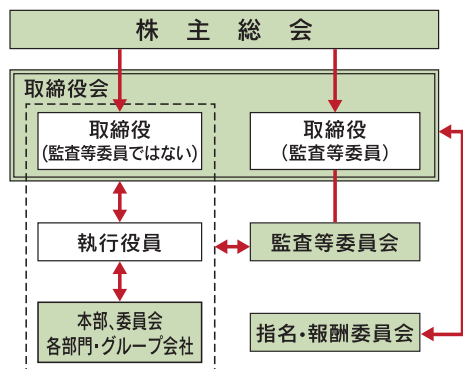 株主総会
取締役会
取締役
(監査等委員ではない)
取締役
(監査等委員)
執行役員
監査等委員会
本部、委員会
各部門・グループ会社
指名・報酬委員会